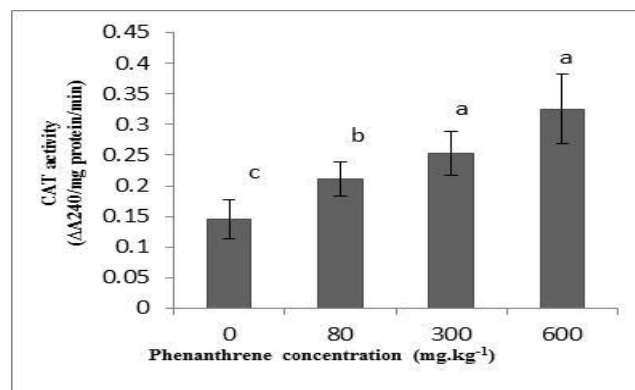 0.45
0.4
0.35
0.3
0.25
0.2
0.15
0.1
0.05
0
CAT activity
(ΔA240/mg protein/min)
c
b
a
a
0 80 300 600
Phenanthrene concentration (mg.kg⁻¹)